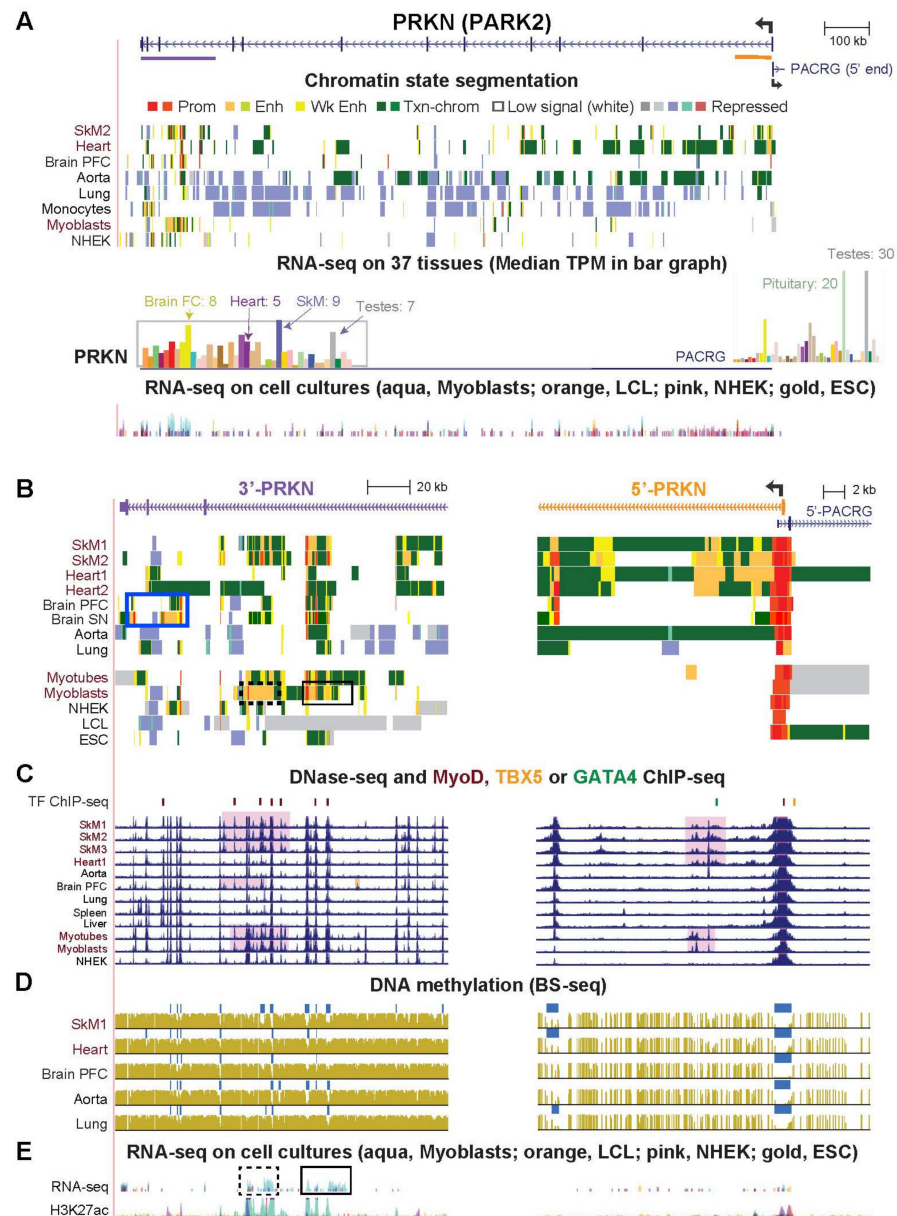 A
PRKN (PARK2)
100 kb
PACRG (5' end)
Chromatin state segmentation
Prom Enh Wk Enh Txn-chrom Low signal (white) Repressed
SkM2
Heart
Brain PFC
Aorta
Lung
Monocytes
Myoblasts
NHEK
RNA-seq on 37 tissues (Median TPM in bar graph)
Testes: 30
Pituitary: 20
Brain FC: 8 Heart: 5 SkM: 9 Testes: 7
PRKN
PACRG
RNA-seq on cell cultures (aqua, Myoblasts; orange, LCL; pink, NHEK; gold, ESC)
B
3'-PRKN
20 kb
5'-PRKN
2 kb
5'-PACRG
SkM1
SkM2
Heart1
Heart2
Brain PFC
Brain SN
Aorta
Lung
Myotubes
Myoblasts
NHEK
LCL
ESC
C
DNase-seq and MyoD, TBX5 or GATA4 ChIP-seq
TF ChIP-seq
SkM1
SkM2
SkM3
Heart1
Aorta
Brain PFC
Lung
Spleen
Liver
Myotubes
Myoblasts
NHEK
D
DNA methylation (BS-seq)
SkM1
Heart
Brain PFC
Aorta
Lung
E
RNA-seq on cell cultures (aqua, Myoblasts; orange, LCL; pink, NHEK; gold, ESC)
RNA-seq
H3K27ac